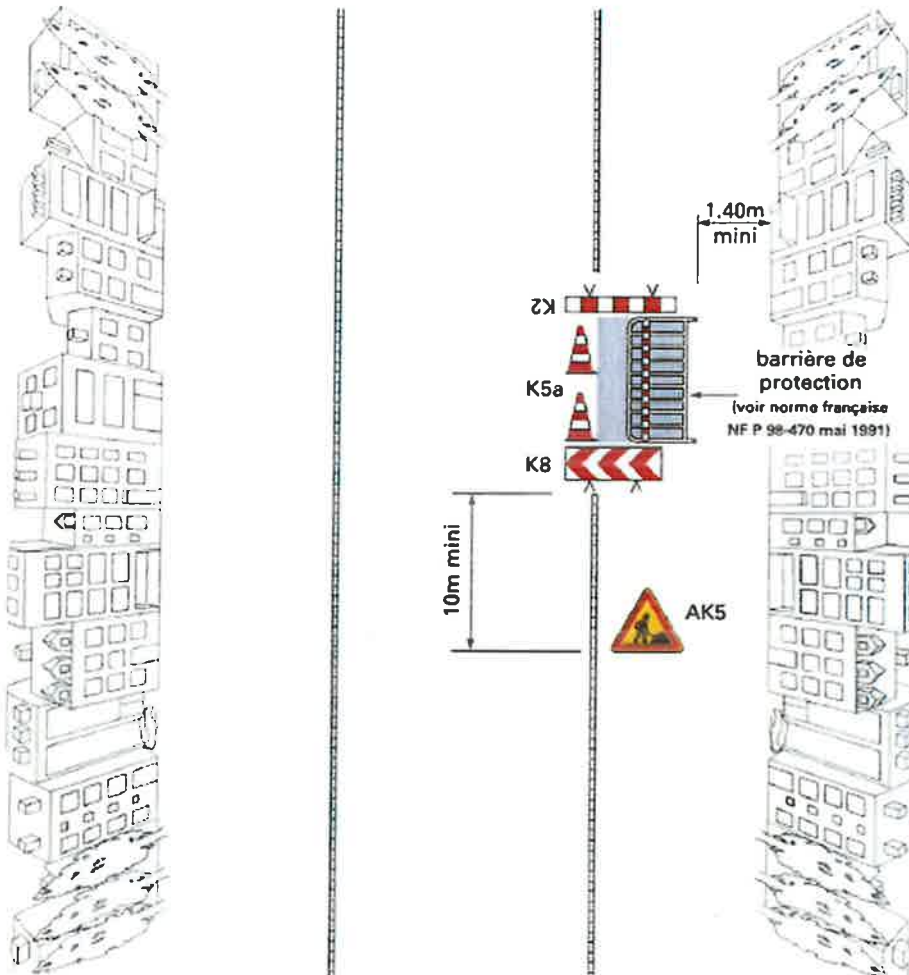 1.40m
mini
K2
K5a
barrière de
protection
(voir norme française
NF P 98-470 mai 1991)
K8
10m mini
AK5